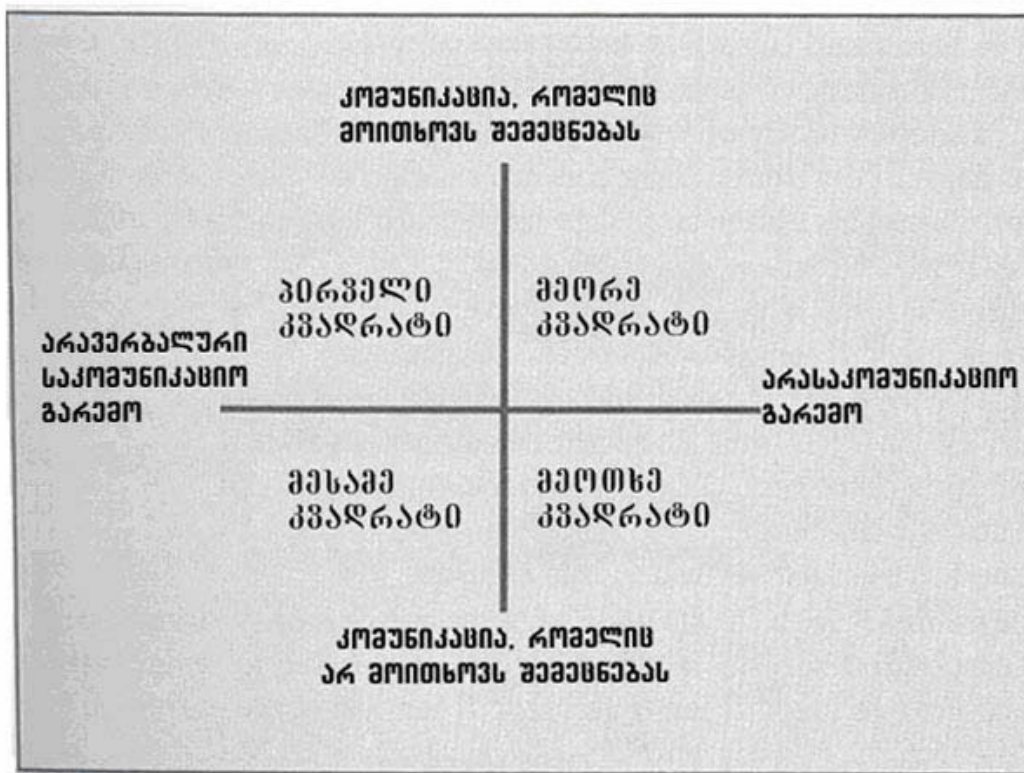 კომუნიკაცია, რომელიც
მოითხოვს შემეცნებას
პირველი
კვადრატი
მეორე
კვადრატი
არავერბალური
საკომუნიკაციო
გარემო
არასაკომუნიკაციო
გარემო
მესამე
კვადრატი
მეოთხე
კვადრატი
კომუნიკაცია, რომელიც
არ მოითხოვს შემეცნებას